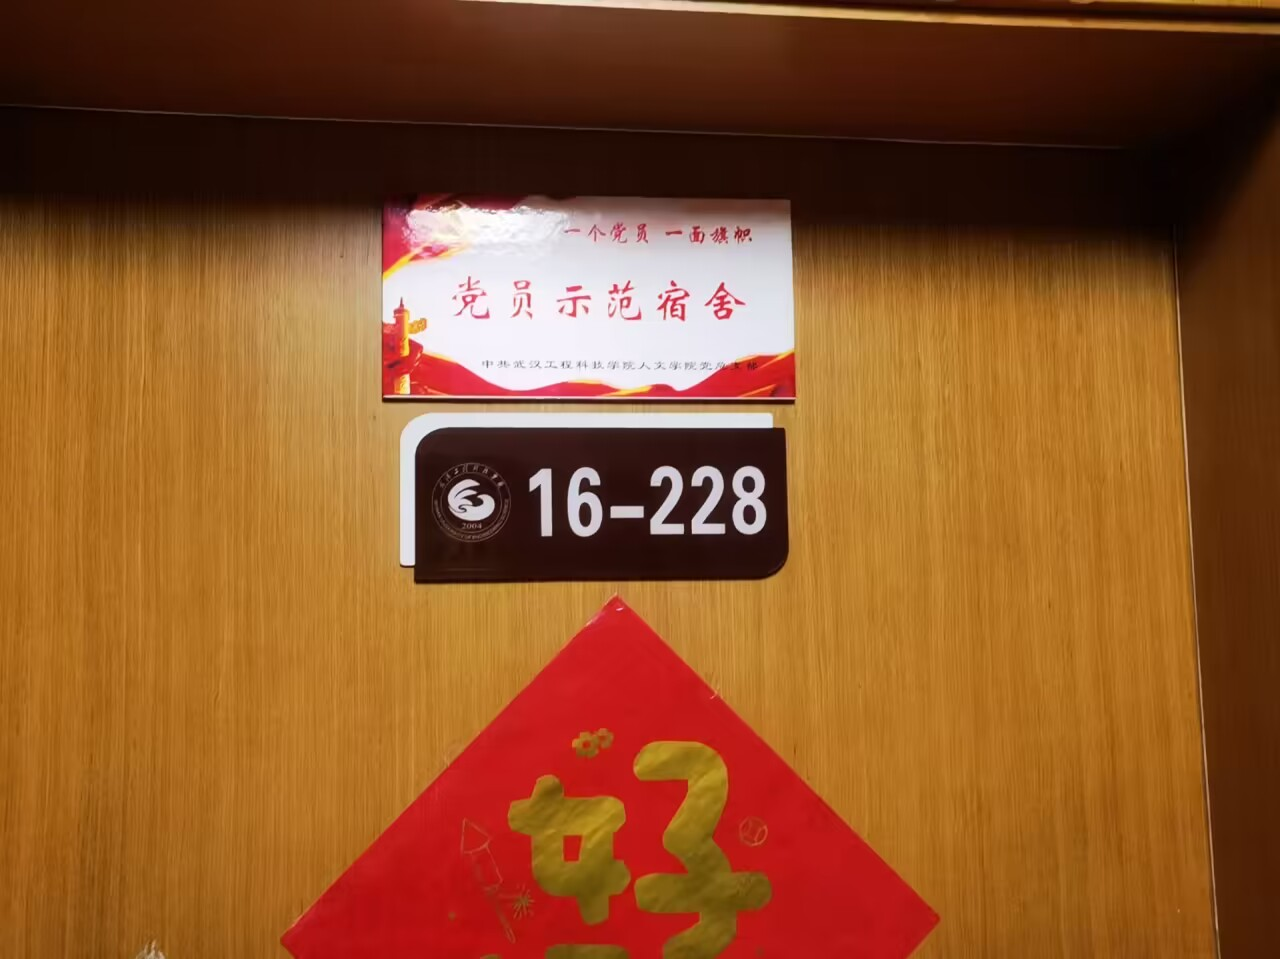 一个党员 一面旗帜
党员示范宿舍
中共武汉工程科技学院人文学院党总支部
2004
16-228
好